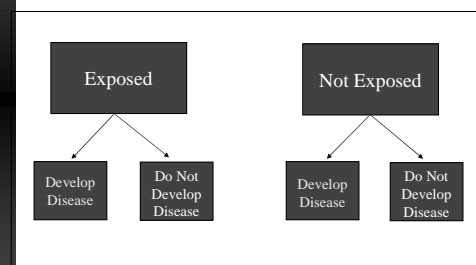 Exposed
Not Exposed
Develop
Disease
Do Not
Develop
Disease
Develop
Disease
Do Not
Develop
Disease